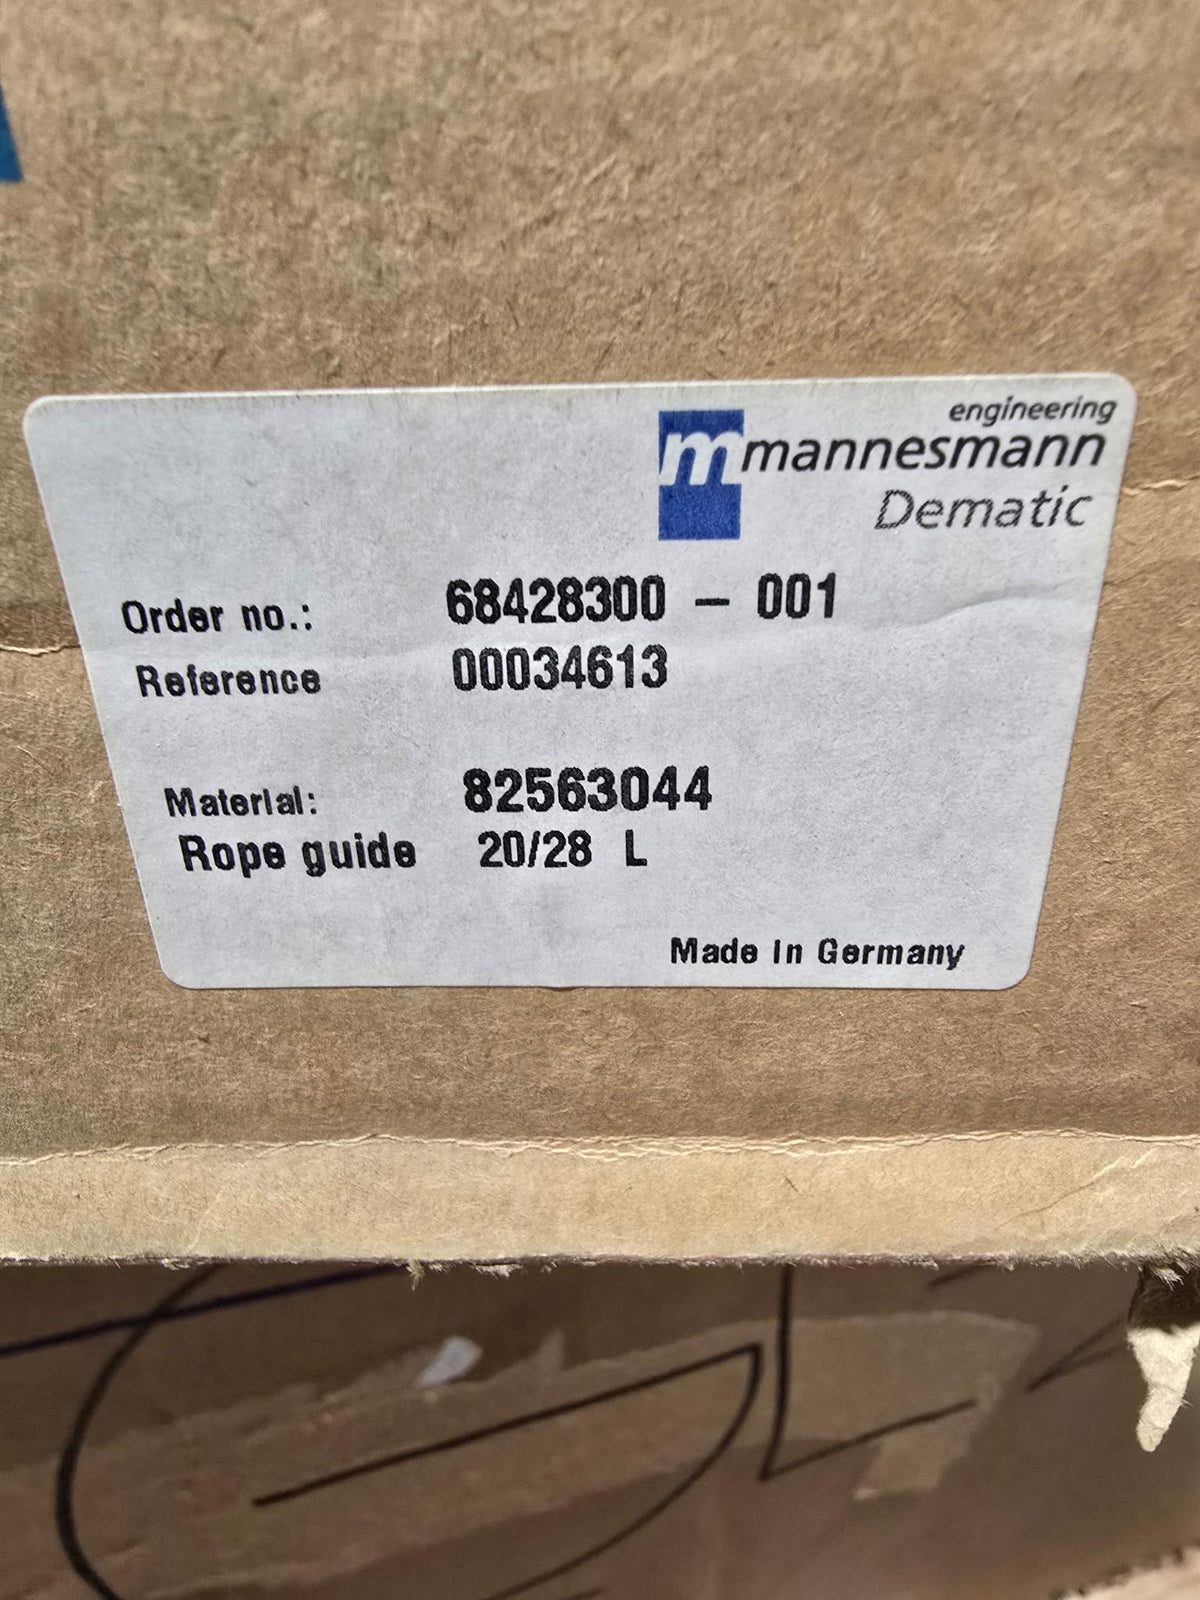 engineering
m mannesmann
Dematic
Order no.: 68428300 – 001
Reference 00034613
Material: 82563044
Rope guide 20/28 L
Made In Germany